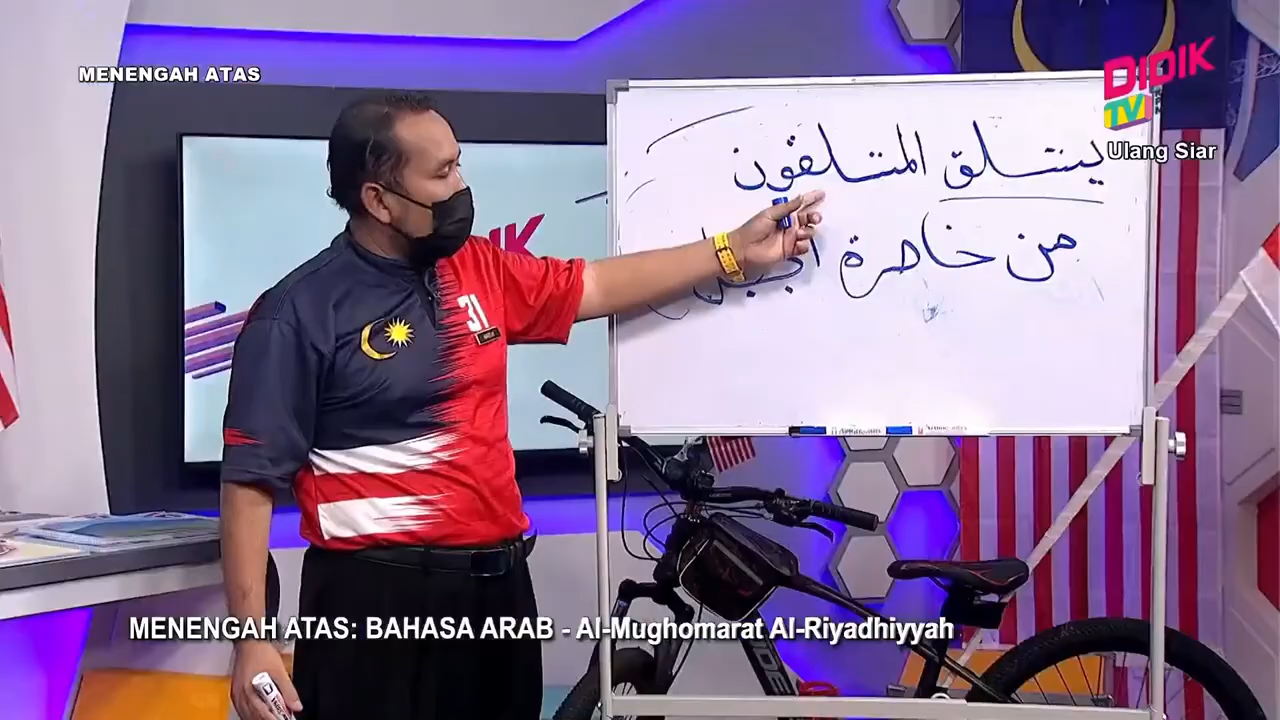 MENENGAH ATAS
DIDIK
TV
Ulang Siar
يتسلق المتسلقون
من خاصرة الجبل
31
MENENGAH ATAS: BAHASA ARAB - Al-Mughomarat Al-Riyadhiyyah